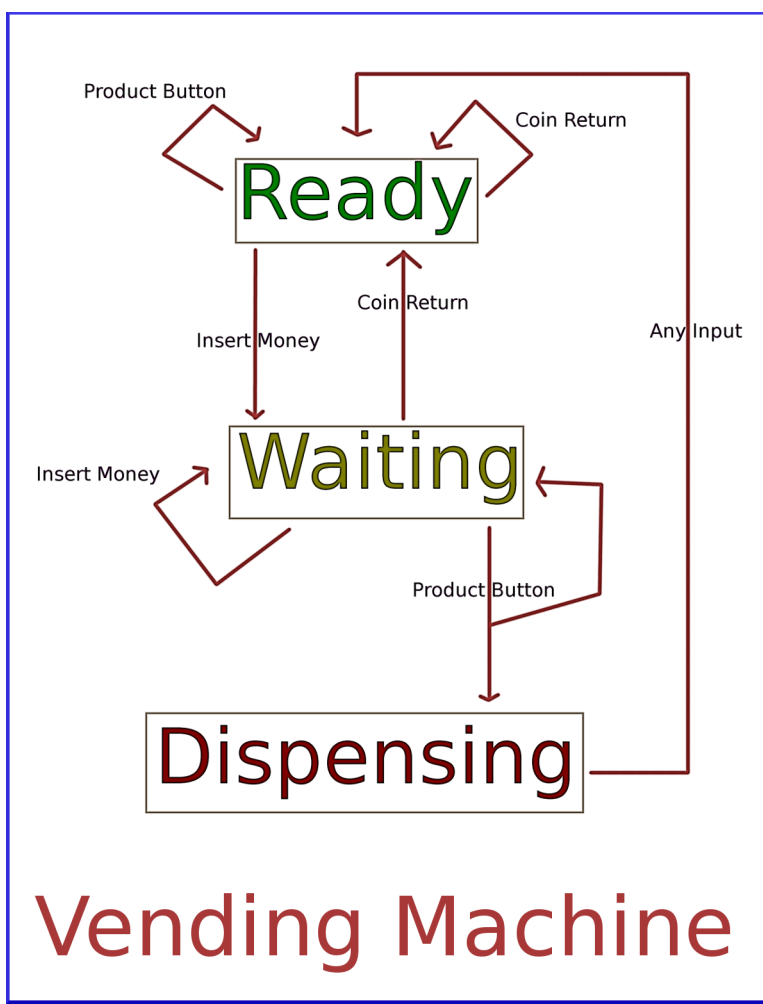 Product Button
Coin Return
Ready
Coin Return
Any Input
Insert Money
Waiting
Insert Money
Product Button
Dispensing
Vending Machine